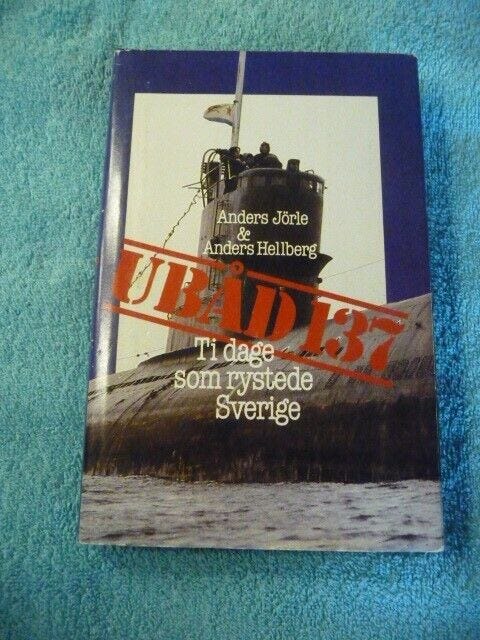 Anders Jörle
&
Anders Hellberg
UBÅD 137
Ti dage
som rystede
Sverige